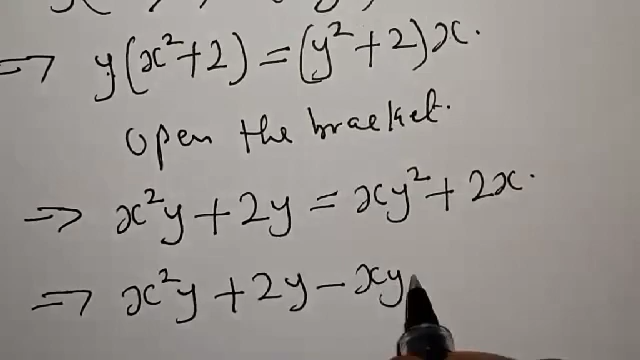 => y(x²+2) = (y²+2)x.
Open the bracket.
=> x²y + 2y = xy² + 2x.
=> x²y + 2y - xy